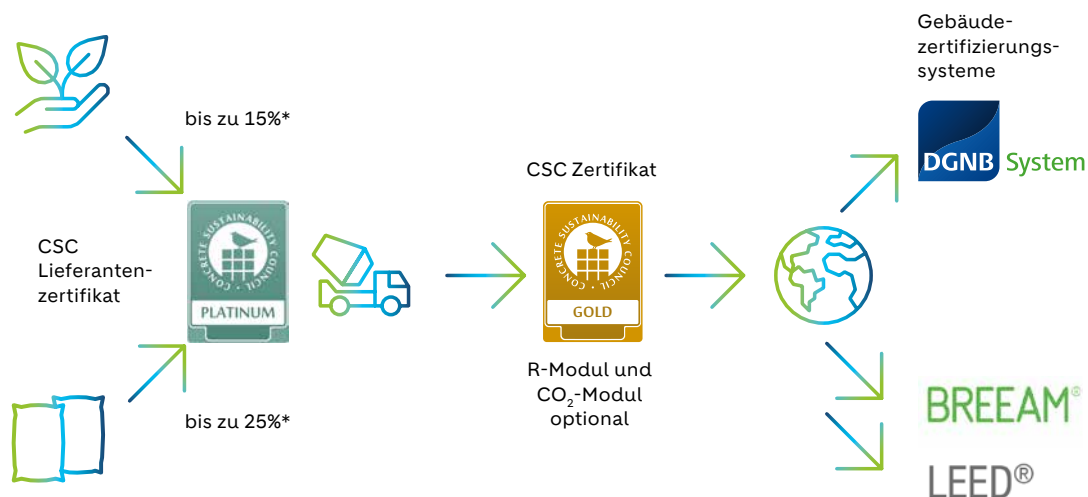 bis zu 15%*
CSC
Lieferanten-
zertifikat
CONCRETE SUSTAINABILITY COUNCIL
PLATINUM
bis zu 25%*
CSC Zertifikat
CONCRETE SUSTAINABILITY COUNCIL
GOLD
R-Modul und
CO₂-Modul
optional
Gebäude-
zertifizierungs-
systeme
DGNB System
BREEAM®
LEED®